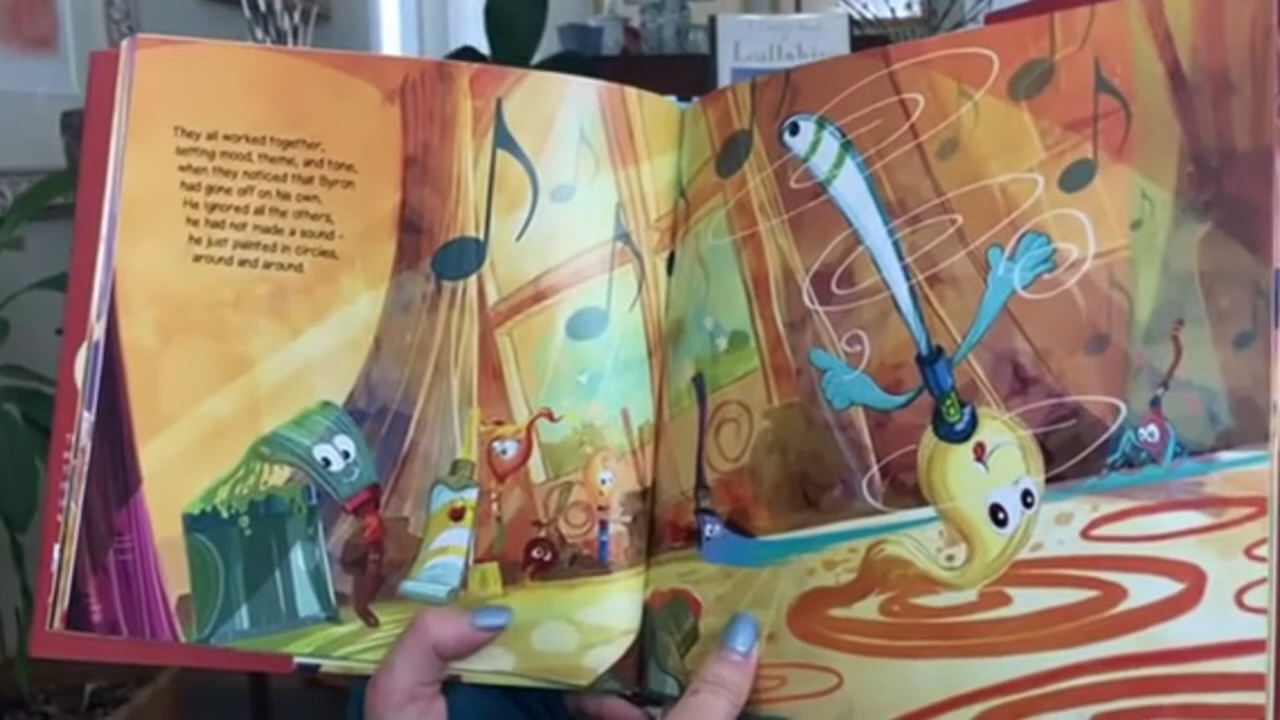 They all worked together,
setting mood, theme, and tone,
when they noticed that Byron
had gone off on his own.
He ignored all the others,
he had not made a sound –
he just painted in circles,
around and around.
Lullabies